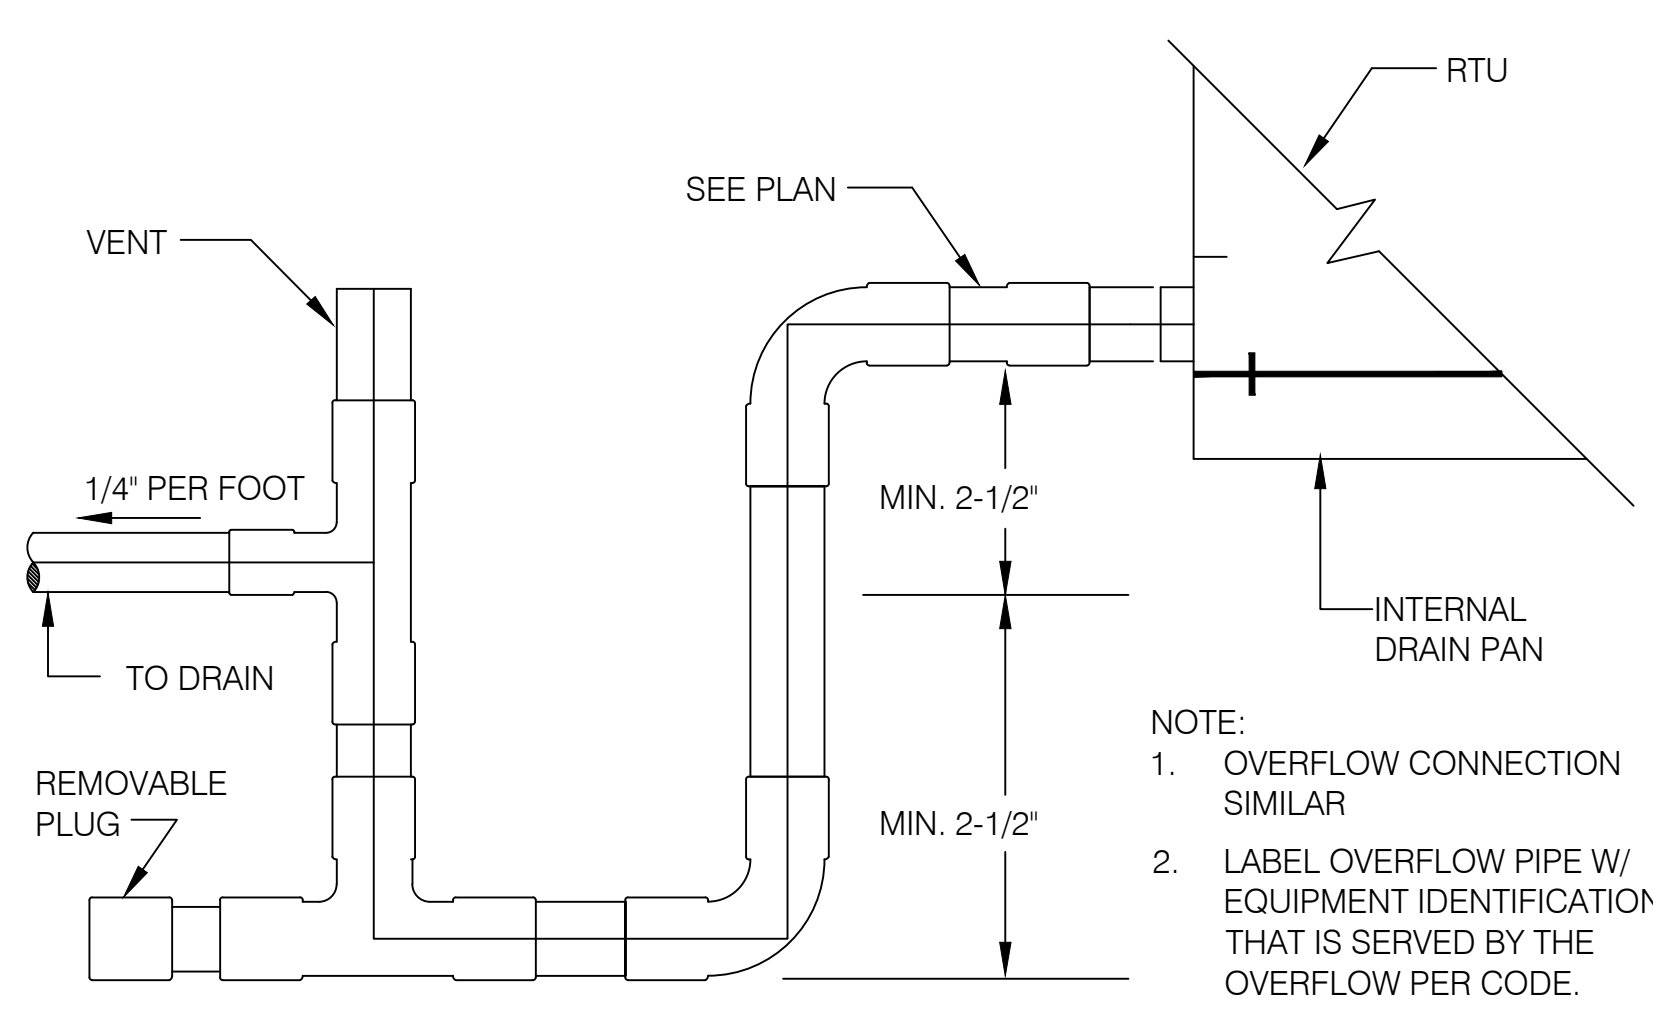 RTU
SEE PLAN
VENT
1/4" PER FOOT
MIN. 2-1/2"
INTERNAL
DRAIN PAN
TO DRAIN
REMOVABLE
PLUG
MIN. 2-1/2"
NOTE:
1. OVERFLOW CONNECTION
SIMILAR
2. LABEL OVERFLOW PIPE W/
EQUIPMENT IDENTIFICATION
THAT IS SERVED BY THE
OVERFLOW PER CODE.